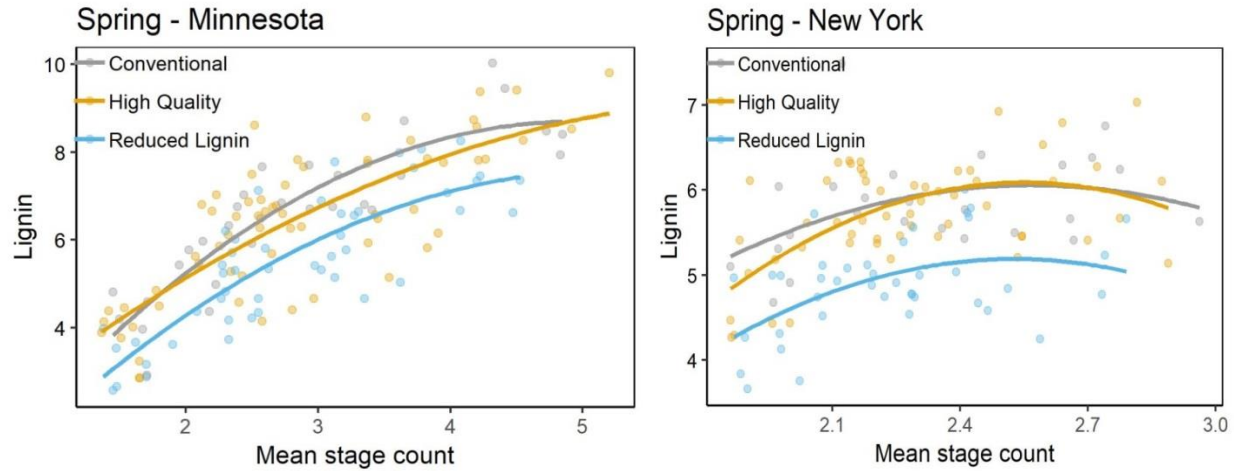 Spring - Minnesota
10
8
6
4
Lignin
Conventional
High Quality
Reduced Lignin
2
3
4
5
Mean stage count
Spring - New York
7
6
5
4
Lignin
Conventional
High Quality
Reduced Lignin
2.1
2.4
2.7
3.0
Mean stage count